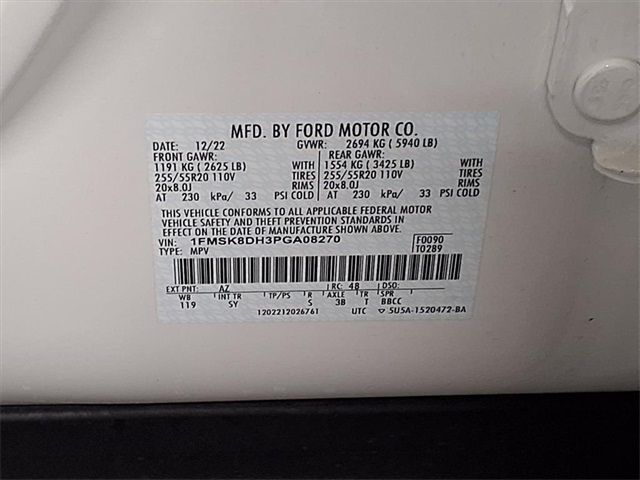 MFD. BY FORD MOTOR CO.
DATE: 12/22 GVWR: 2694 KG ( 5940 LB)
FRONT GAWR: REAR GAWR:
1191 KG ( 2625 LB) WITH 1554 KG ( 3425 LB) WITH
255/55R20 110V TIRES 255/55R20 110V TIRES
20x8.0J RIMS 20x8.0J RIMS
AT 230 kPa/ 33 PSI COLD AT 230 kPa/ 33 PSI COLD
THIS VEHICLE CONFORMS TO ALL APPLICABLE FEDERAL MOTOR
VEHICLE SAFETY AND THEFT PREVENTION STANDARDS IN
EFFECT ON THE DATE OF MANUFACTURE SHOWN ABOVE.
VIN: 1FMSK8DH3PGA08270 F0090
TYPE: MPV T0289
EXT PNT: AZ RC: 48 DSO:
WB INT TR TP/PS R AXLE TR SPR
119 SY S 3B T BBCC
1202212026761 UTC ▽ SU5A-1520472-BA